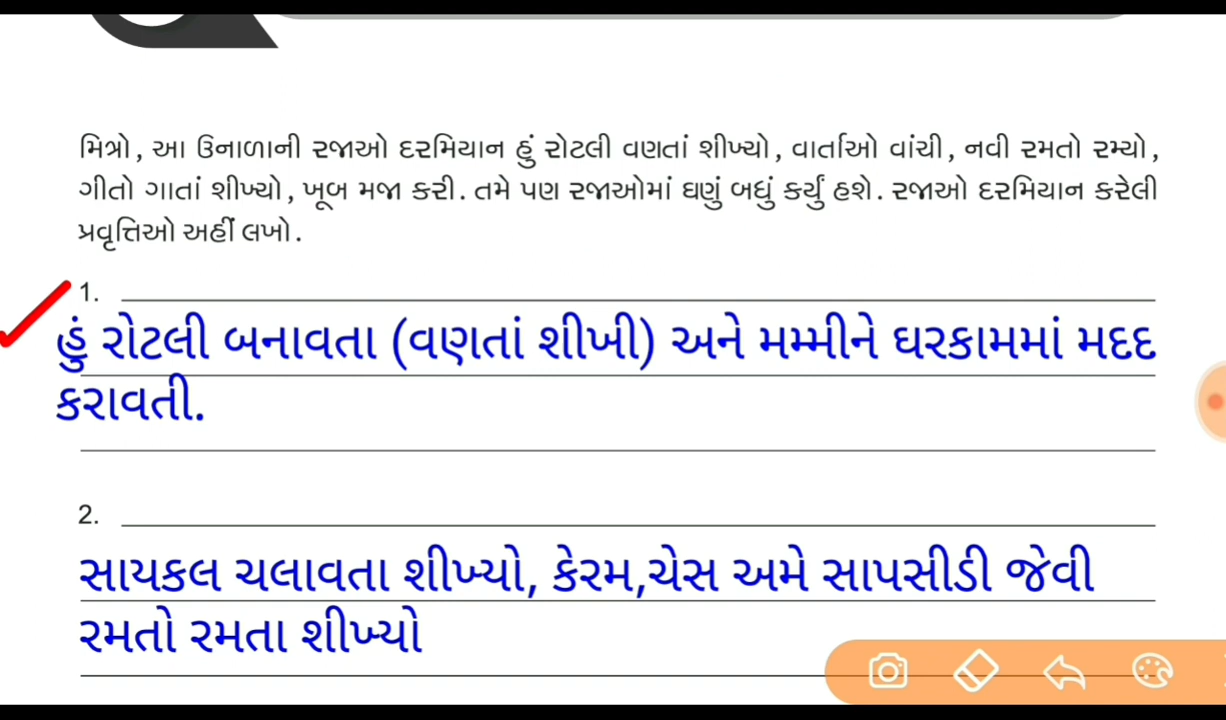 મિત્રો, આ ઉનાળાની રજાઓ દરમિયાન હું રોટલી વણતાં શીખ્યો, વાર્તાઓ વાંચી, નવી રમતો રમ્યો,
ગીતો ગાતાં શીખ્યો, ખૂબ મજા કરી. તમે પણ રજાઓમાં ઘણું બધું કર્યું હશે. રજાઓ દરમિયાન કરેલી
પ્રવૃત્તિઓ અહીં લખો.
1.
હું રોટલી બનાવતા (વણતાં શીખી) અને મમ્મીને ઘરકામમાં મદદ
કરાવતી.
2.
સાયકલ ચલાવતા શીખ્યો, કેરમ,ચેસ અમે સાપસીડી જેવી
રમતો રમતા શીખ્યો